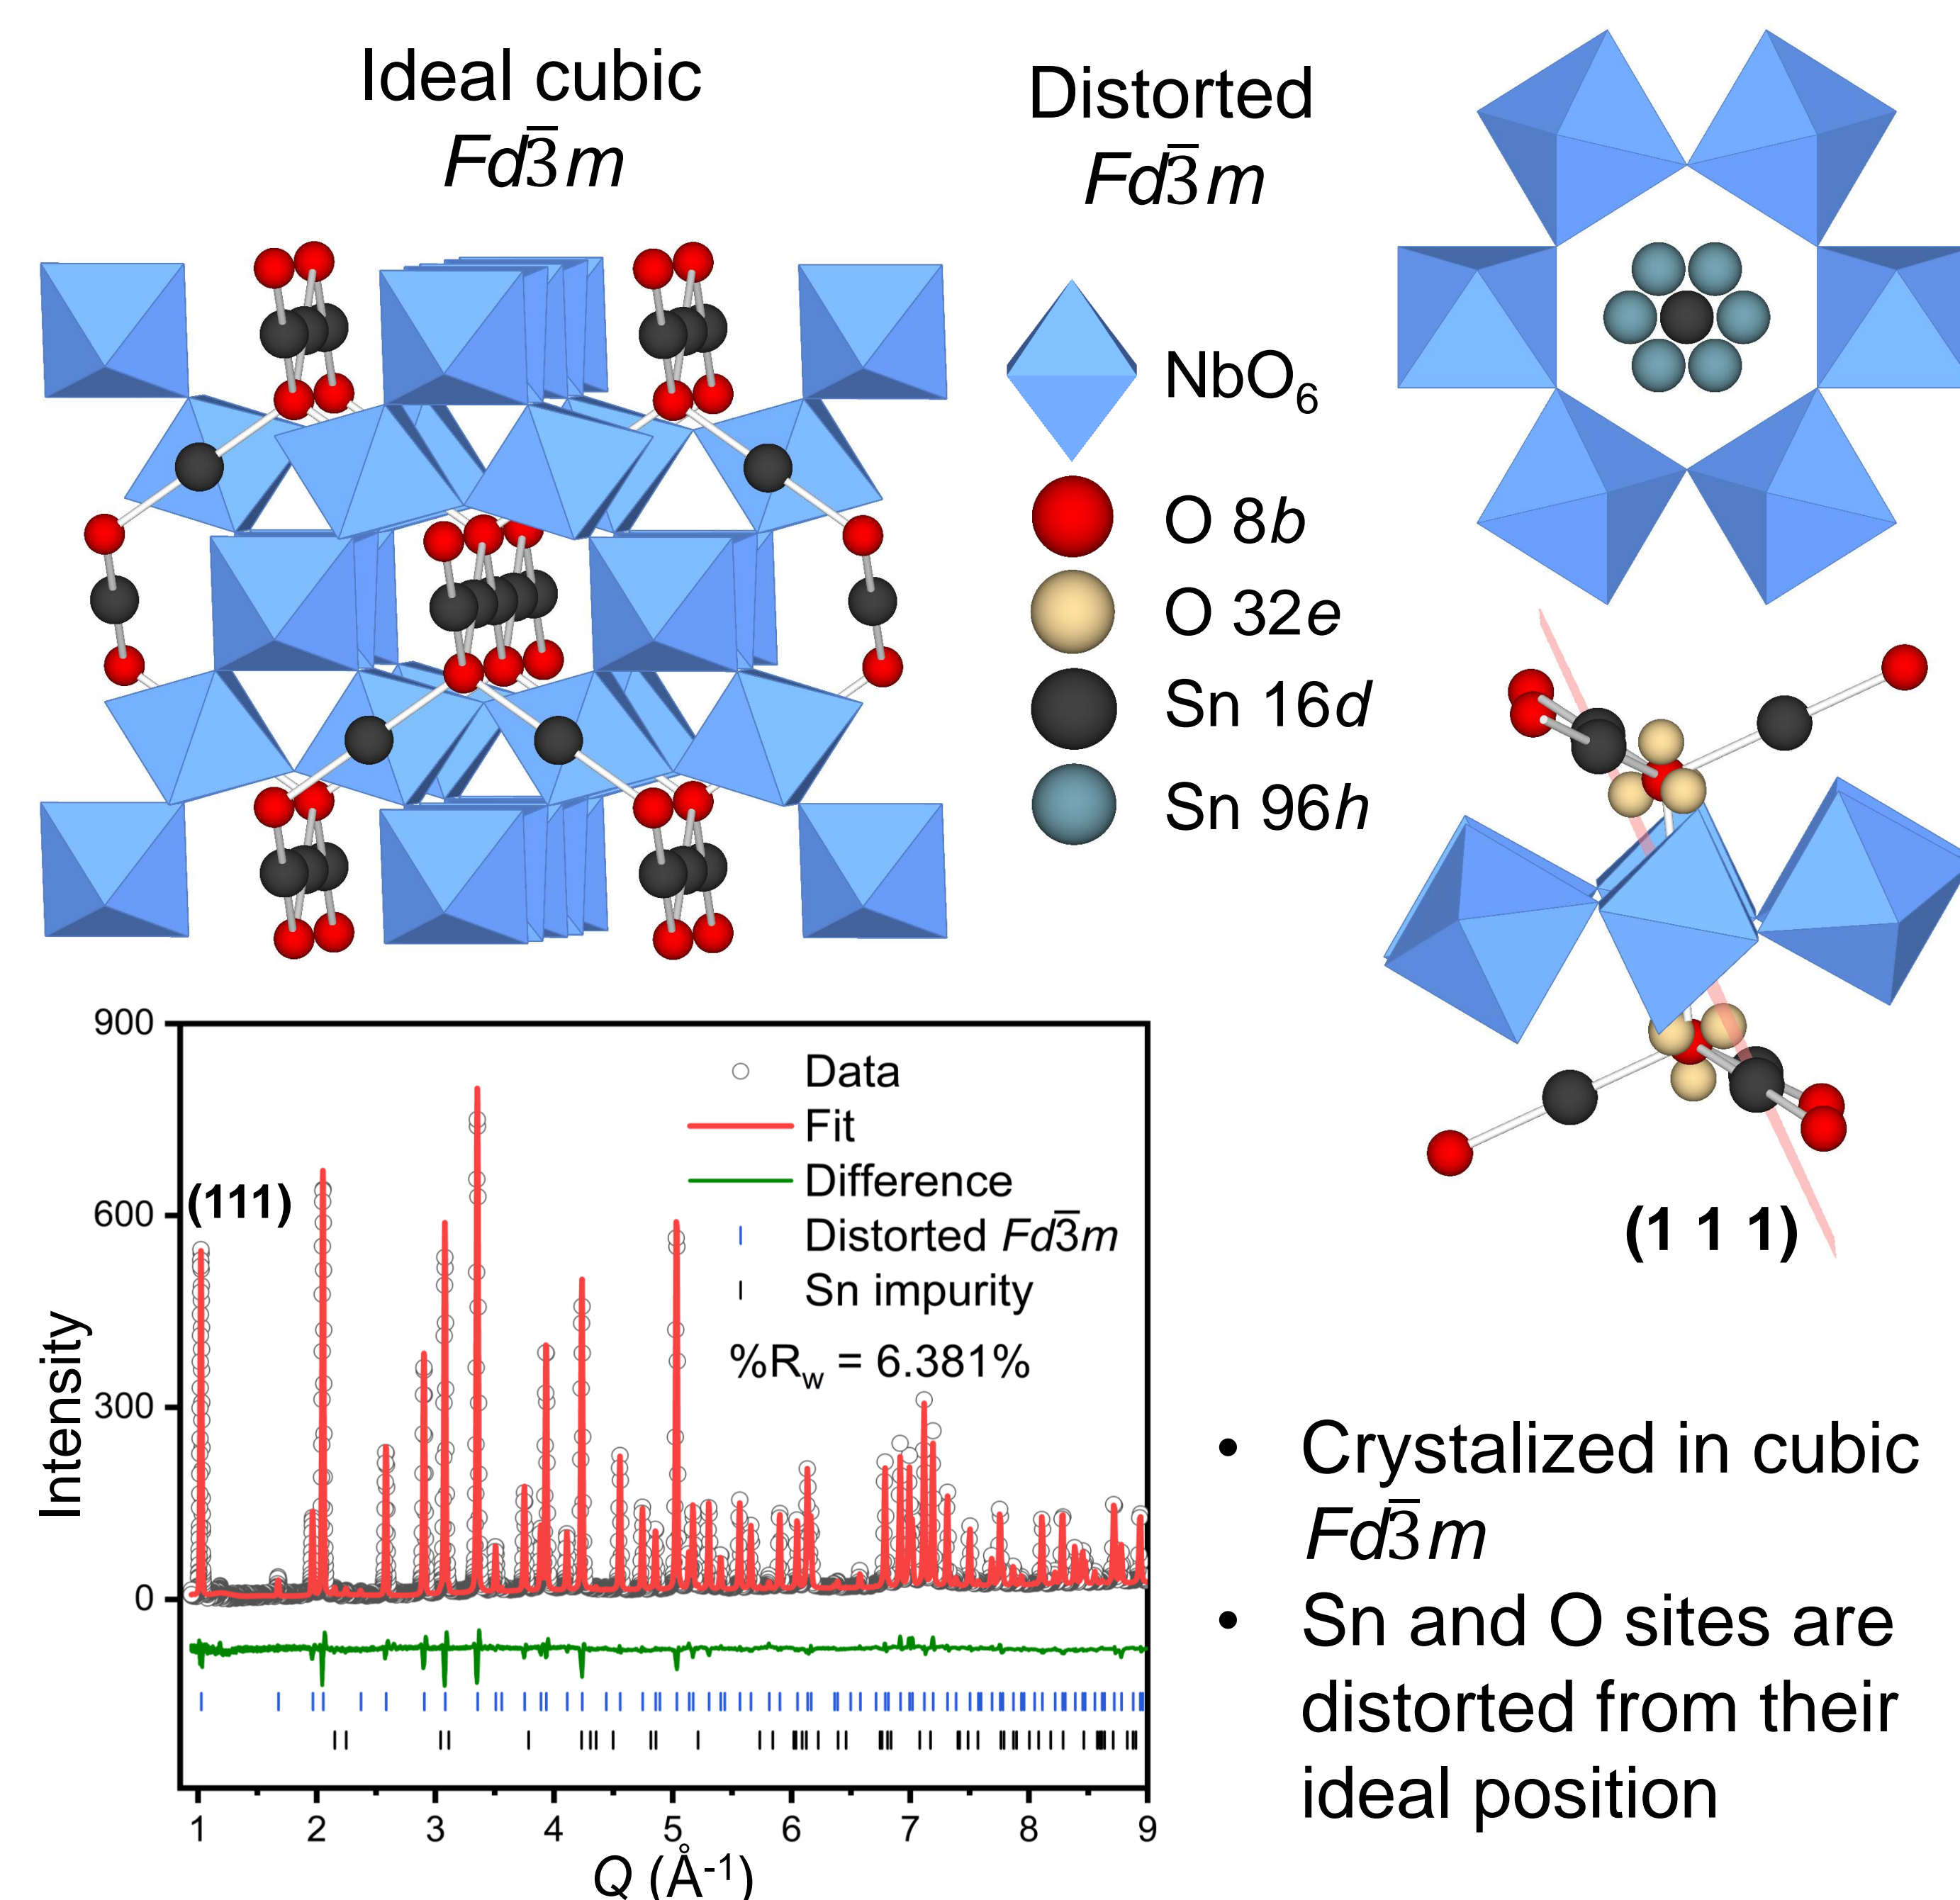 Ideal cubic
Fd3̅m
Distorted
Fd3̅m
NbO₆
O 8b
O 32e
Sn 16d
Sn 96h
(1 1 1)
900
600
300
0
Intensity
(111)
Data
Fit
Difference
Distorted Fd3̅m
Sn impurity
%Rw = 6.381%
1 2 3 4 5 6 7 8 9
Q (Å⁻¹)
• Crystalized in cubic
Fd3̅m
• Sn and O sites are
distorted from their
ideal position